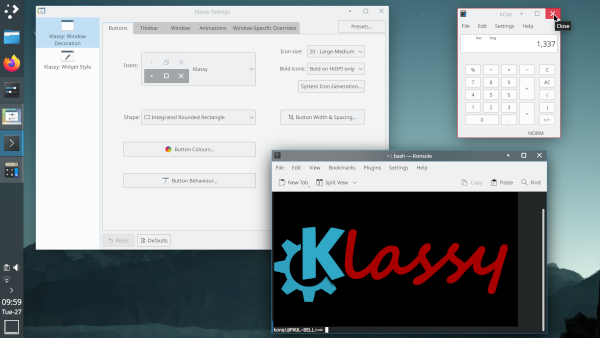 Klassy Settings
Klassy: Window
Decoration
Klassy: Widget Style
Buttons
Titlebar
Window
Animations
Window-Specific Overrides
Presets...
Icons:
Klassy
Icon size:
20 - Large-Medium
Bold icons:
Bold on HiDPI only
System Icon Generation...
Shape:
Integrated Rounded Rectangle
Button Width & Spacing...
Button Colours...
Button Behaviour...
Reset
Defaults
KCalc
Close
File
Edit
Settings
Help
Dec
Deg
1,337
%
÷
×
-
C
7
8
9
AC
4
5
6
+
(
1
2
3
)
0
.
=
+/−
NORM
~ : bash — Konsole
File
Edit
View
Bookmarks
Plugins
Settings
Help
New Tab
Split View
Copy
Paste
Find
Klassy
09:59
Tue-27